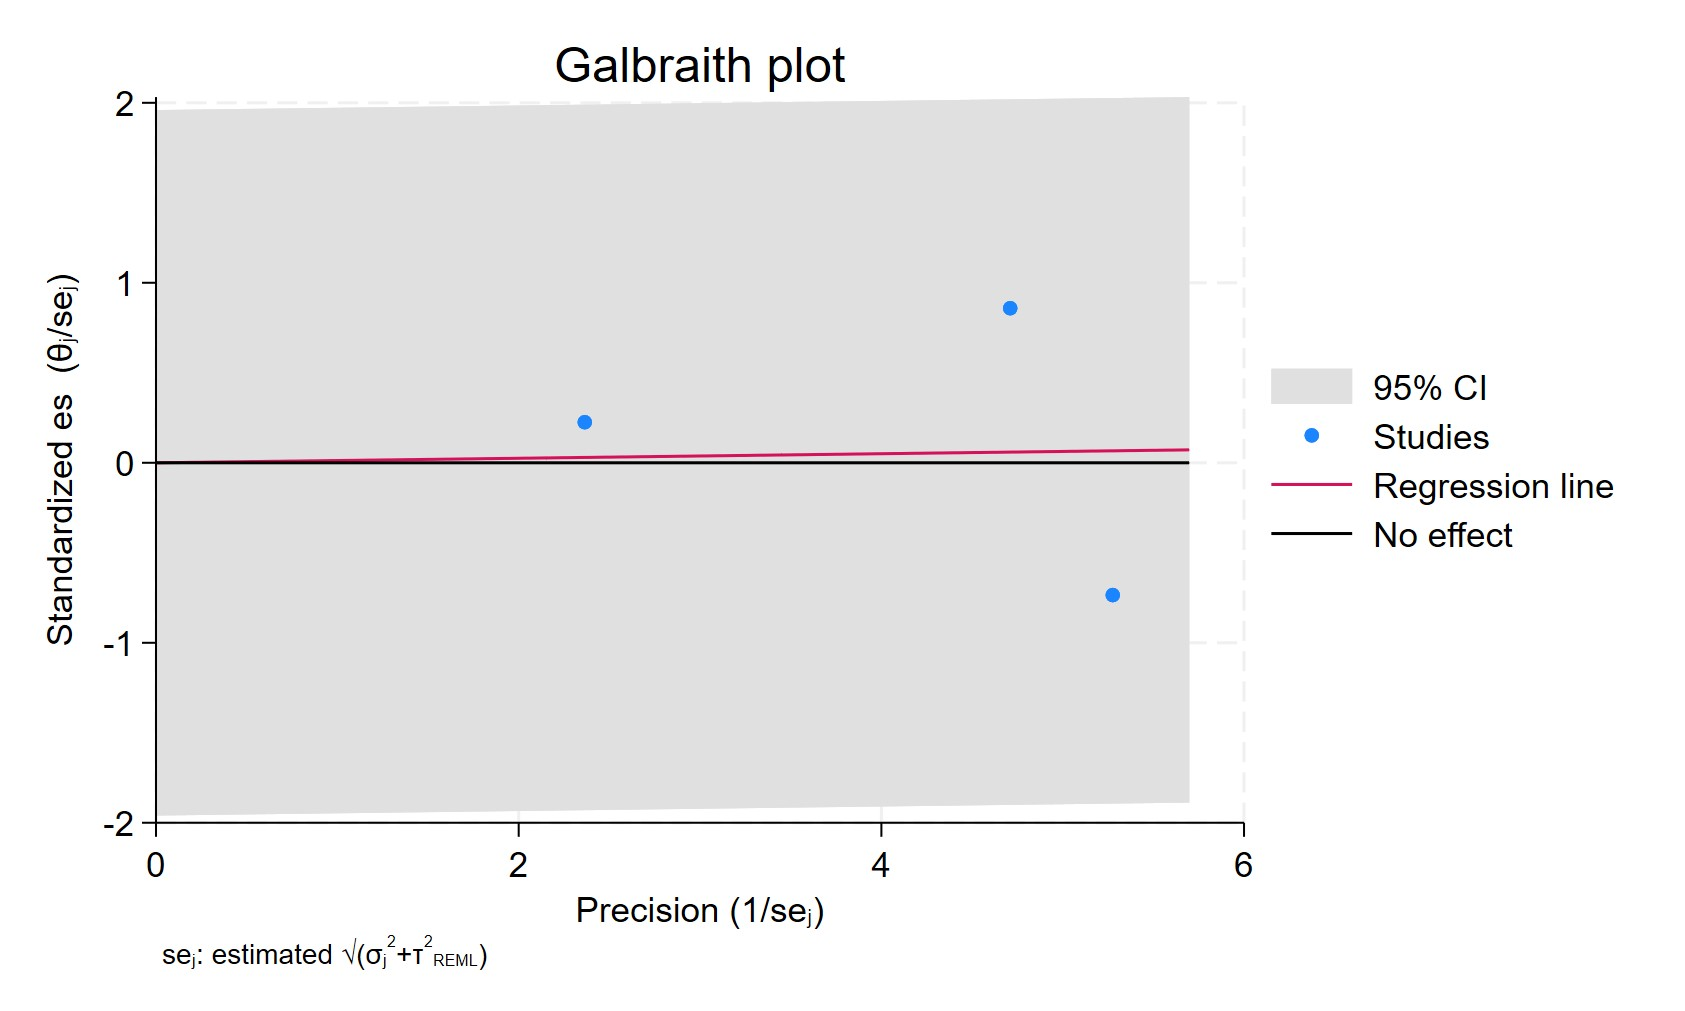 Galbraith plot
Standardized es (θⱼ/seⱼ)
2
1
0
-1
-2
0 2 4 6
Precision (1/seⱼ)
95% CI
Studies
Regression line
No effect
seⱼ: estimated √(σⱼ²+τ²REML)